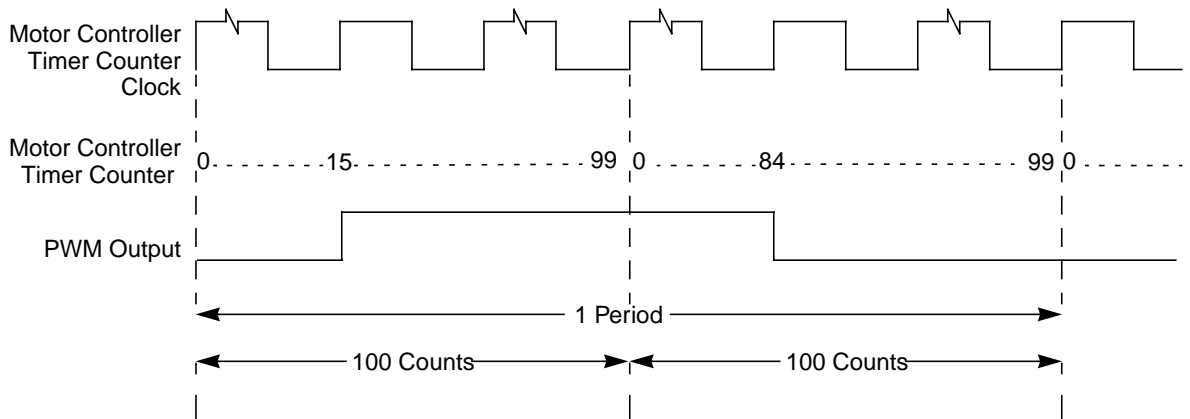 Motor Controller
Timer Counter
Clock
Motor Controller
Timer Counter
0 15 99 0 84 99 0
PWM Output
1 Period
100 Counts 100 Counts